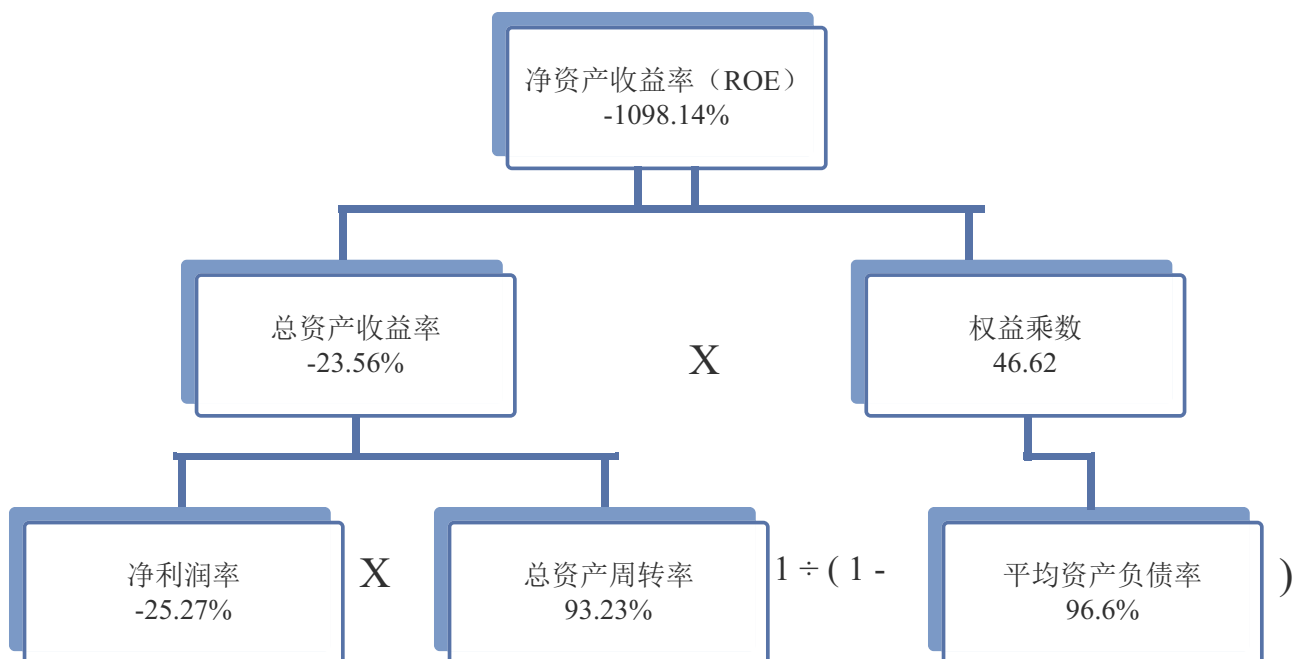 净资产收益率（ROE）
-1098.14%
总资产收益率
-23.56%
X
权益乘数
46.62
净利润率
-25.27%
X
总资产周转率
93.23%
1 ÷ ( 1 -
平均资产负债率
96.6%
)